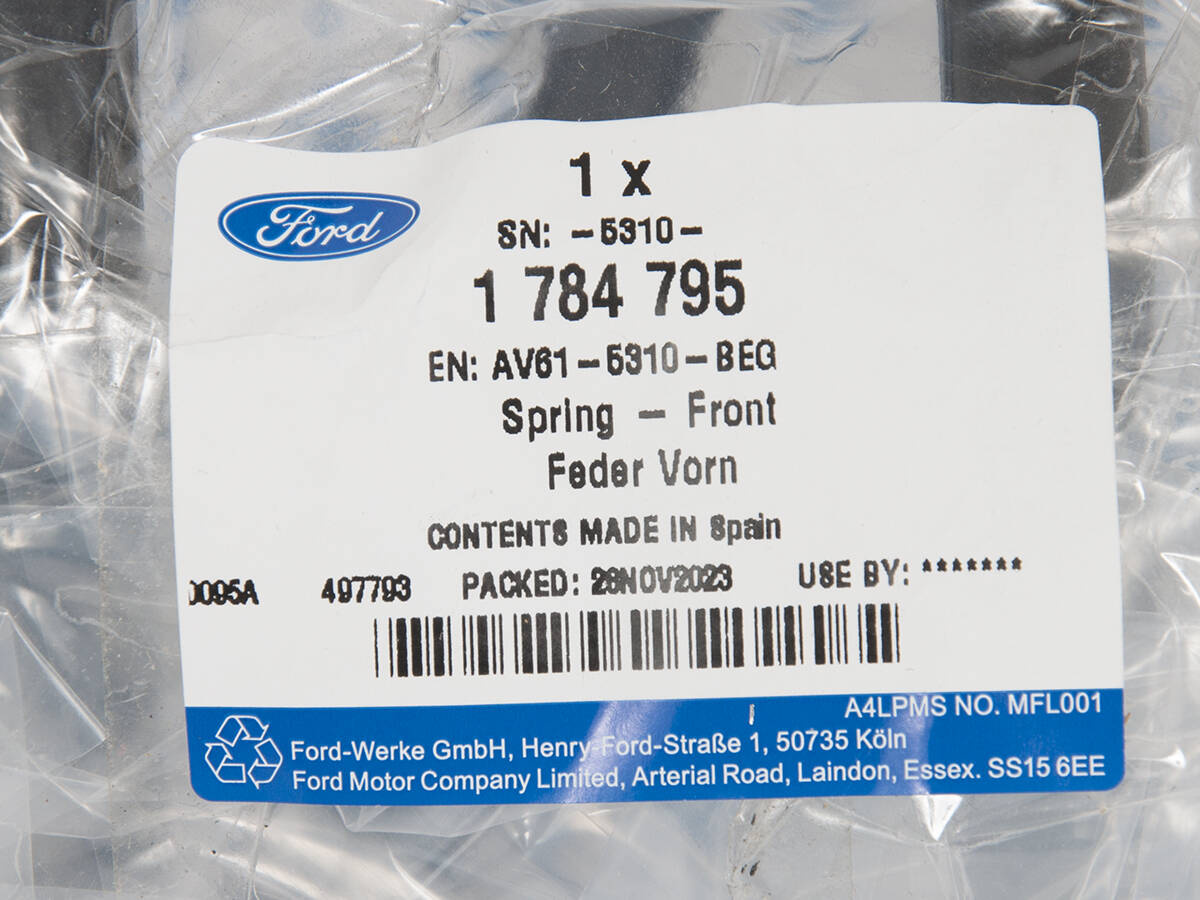 Ford
1 x
SN: -5310-
1 784 795
EN: AV61-5310-BEG
Spring - Front
Feder Vorn
CONTENTS MADE IN Spain
0095A 497793 PACKED: 28NOV2023 USE BY: *******
A4LPMS NO. MFL001
Ford-Werke GmbH, Henry-Ford-Straße 1, 50735 Köln
Ford Motor Company Limited, Arterial Road, Laindon, Essex. SS15 6EE